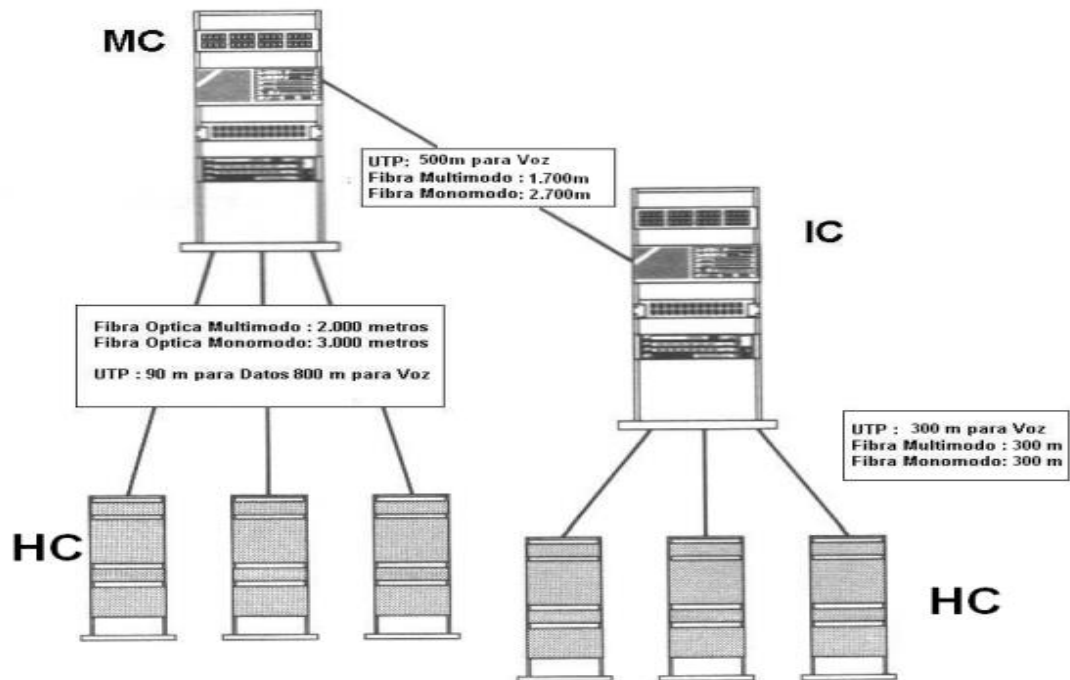 MC
UTP: 500m para Voz
Fibra Multimodo : 1.700m
Fibra Monomodo: 2.700m
IC
Fibra Optica Multimodo : 2.000 metros
Fibra Optica Monomodo: 3.000 metros
UTP : 90 m para Datos 800 m para Voz
UTP : 300 m para Voz
Fibra Multimodo : 300 m
Fibra Monomodo: 300 m
HC
HC